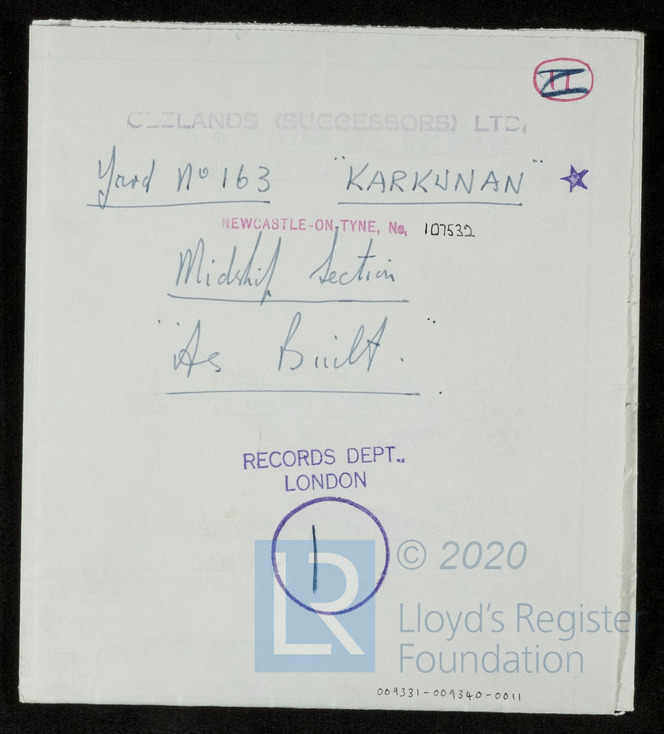 II
CLELANDS (SUCCESSORS) LTD.
Yard No 163 "KARKUNAN"
NEWCASTLE-ON-TYNE, No. 107532
Midship Section
"As Built".
RECORDS DEPT.,
LONDON
1
LR
© 2020
Lloyd's Register
Foundation
009331-009340-0011